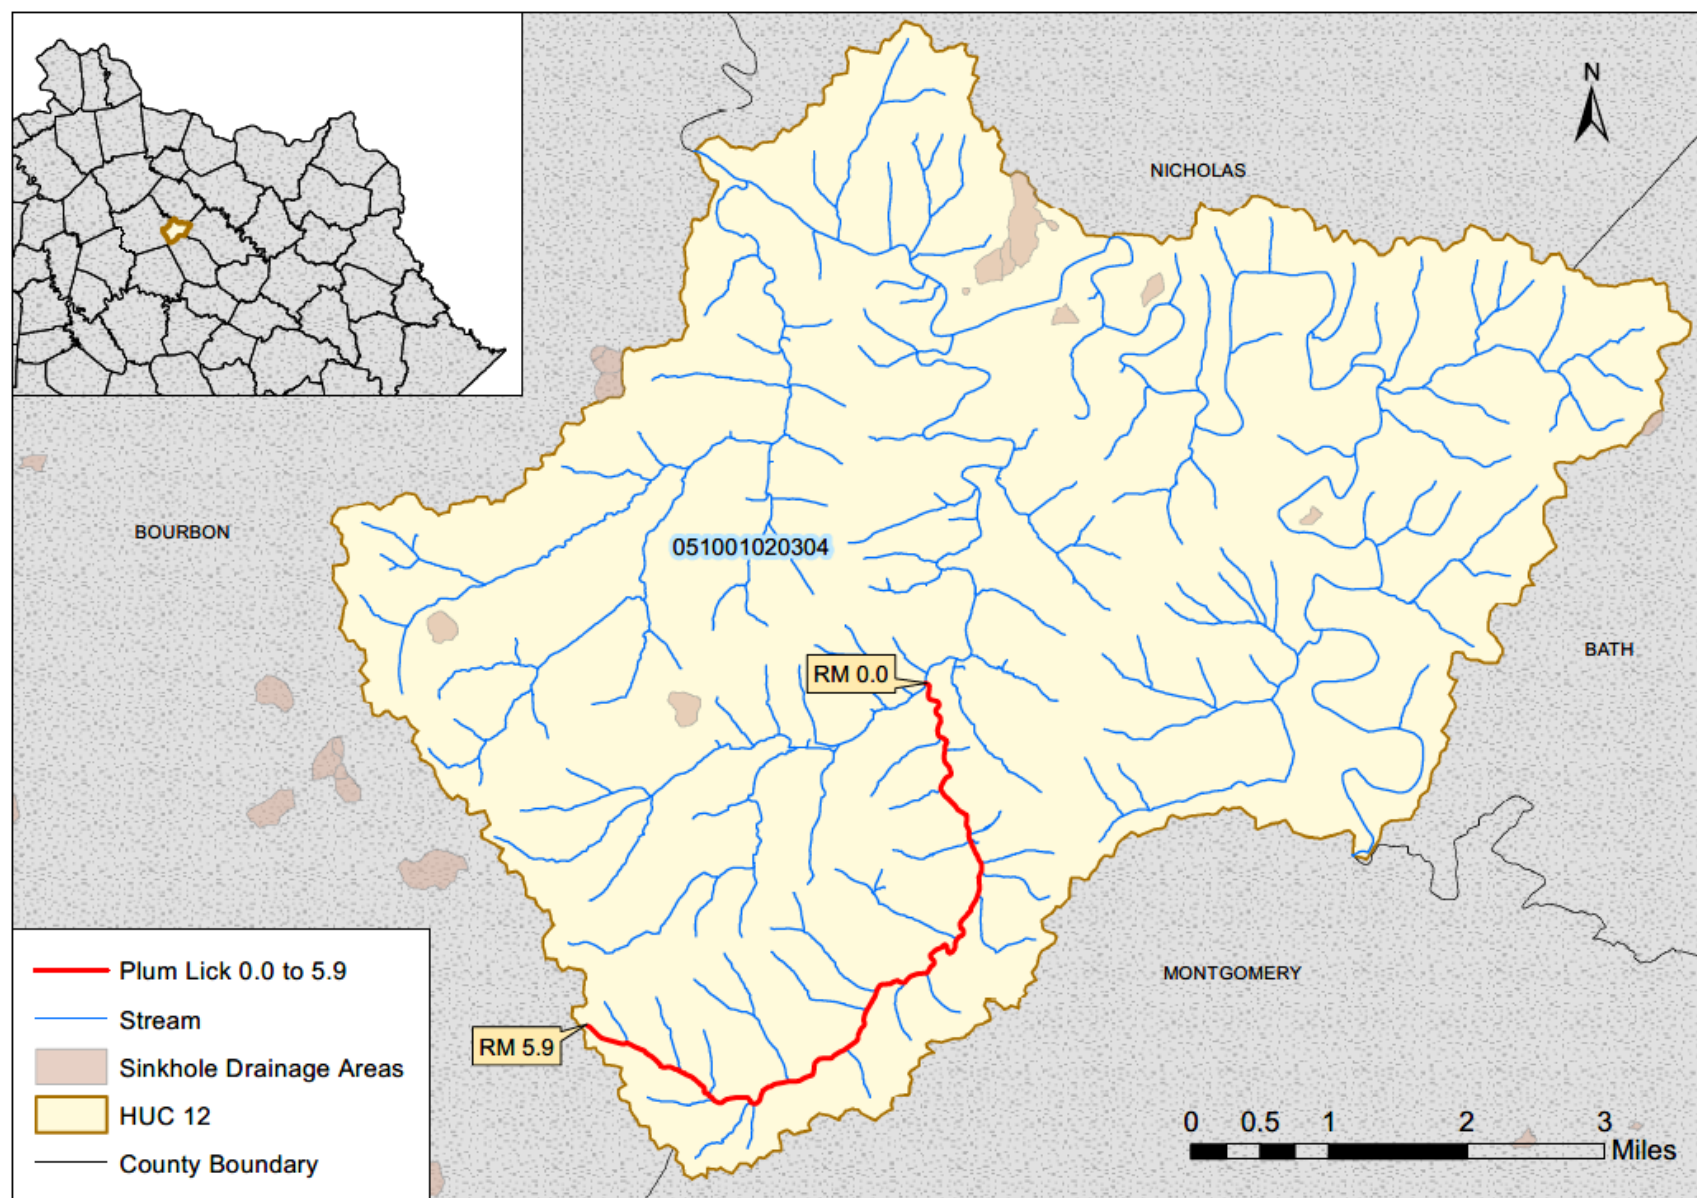 N
NICHOLAS
BOURBON
051001020304
BATH
RM 0.0
MONTGOMERY
RM 5.9
Plum Lick 0.0 to 5.9
Stream
Sinkhole Drainage Areas
HUC 12
County Boundary
0 0.5 1 2 3
Miles